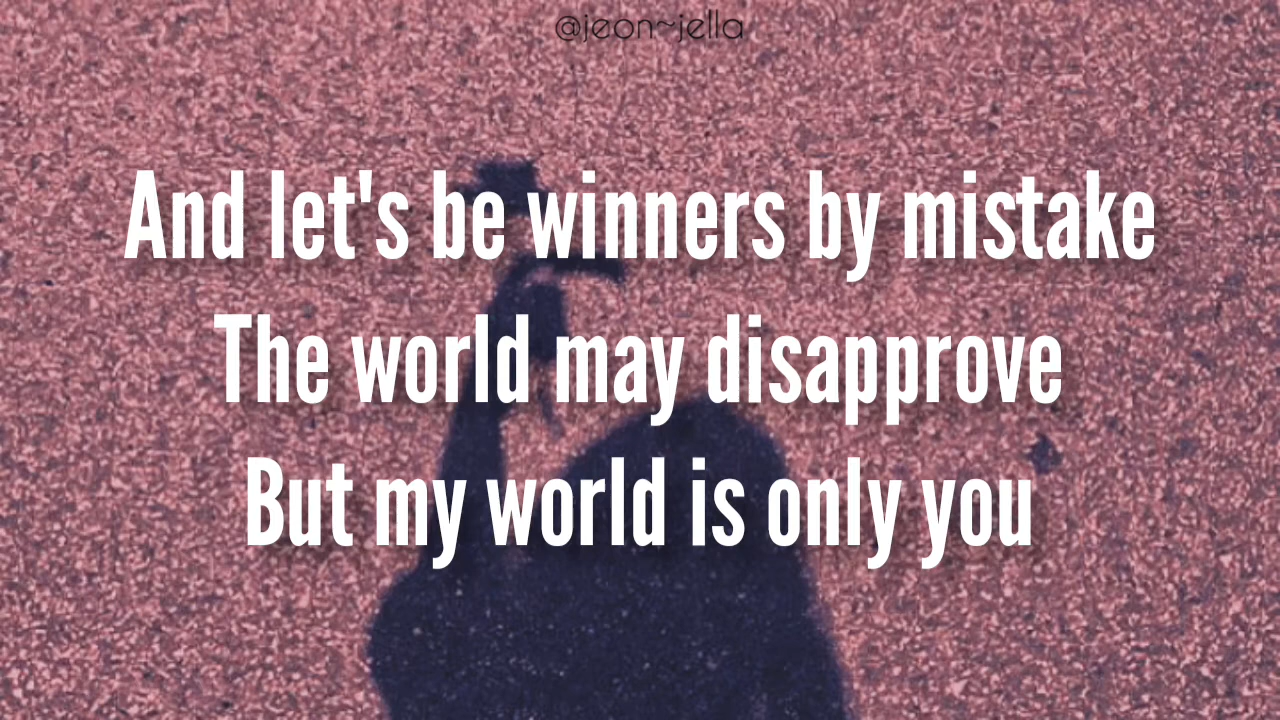 @jeon~jella
And let's be winners by mistake
The world may disapprove
But my world is only you